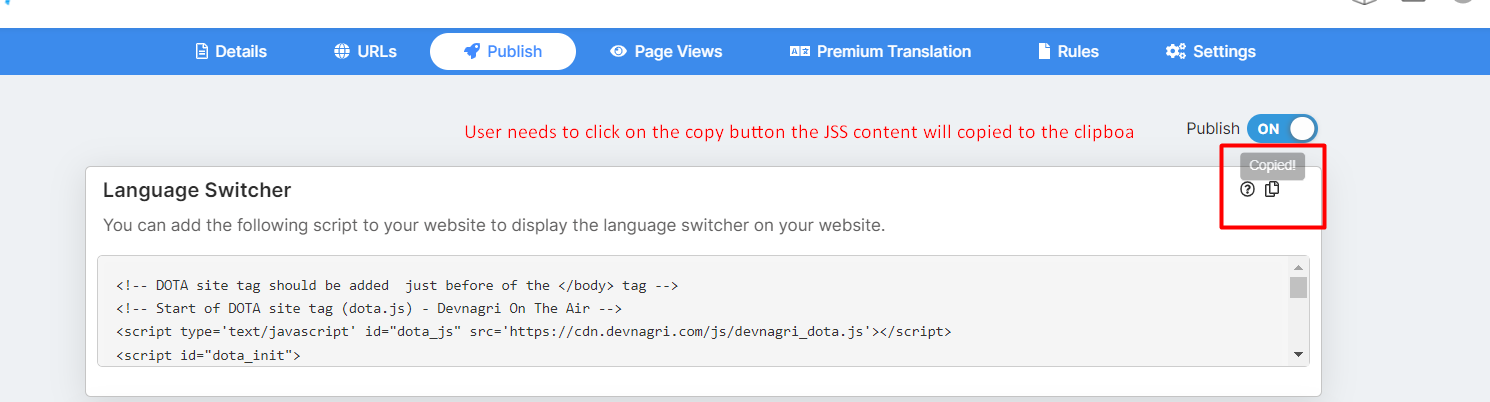 Details URLs Publish Page Views Premium Translation Rules Settings
User needs to click on the copy button the JSS content will copied to the clipboa
Publish ON
Copied!
Language Switcher
You can add the following script to your website to display the language switcher on your website.
<!-- DOTA site tag should be added  just before of the </body> tag -->
<!-- Start of DOTA site tag (dota.js) - Devnagri On The Air -->
<script type='text/javascript' id="dota_js" src='https://cdn.devnagri.com/js/devnagri_dota.js'></script>
<script id="dota_init">